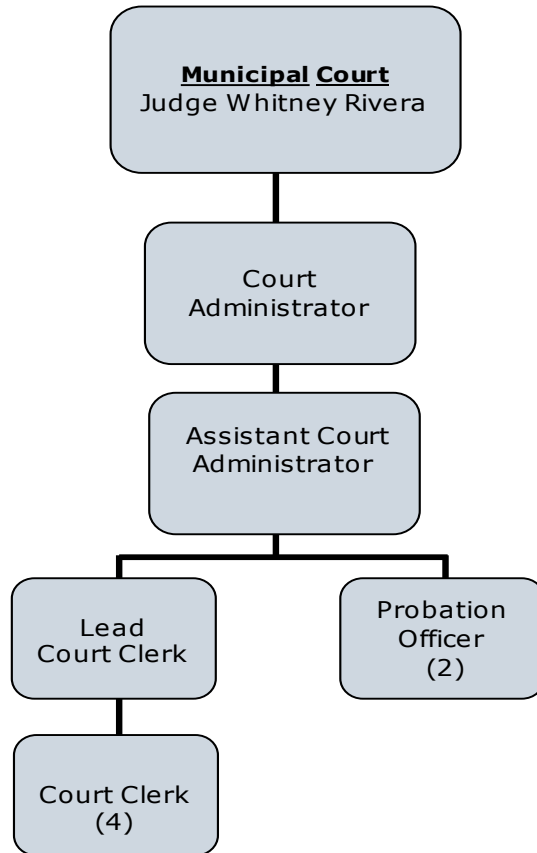 Municipal Court
Judge Whitney Rivera
Court
Administrator
Assistant Court
Administrator
Lead
Court Clerk
Probation
Officer
(2)
Court Clerk
(4)